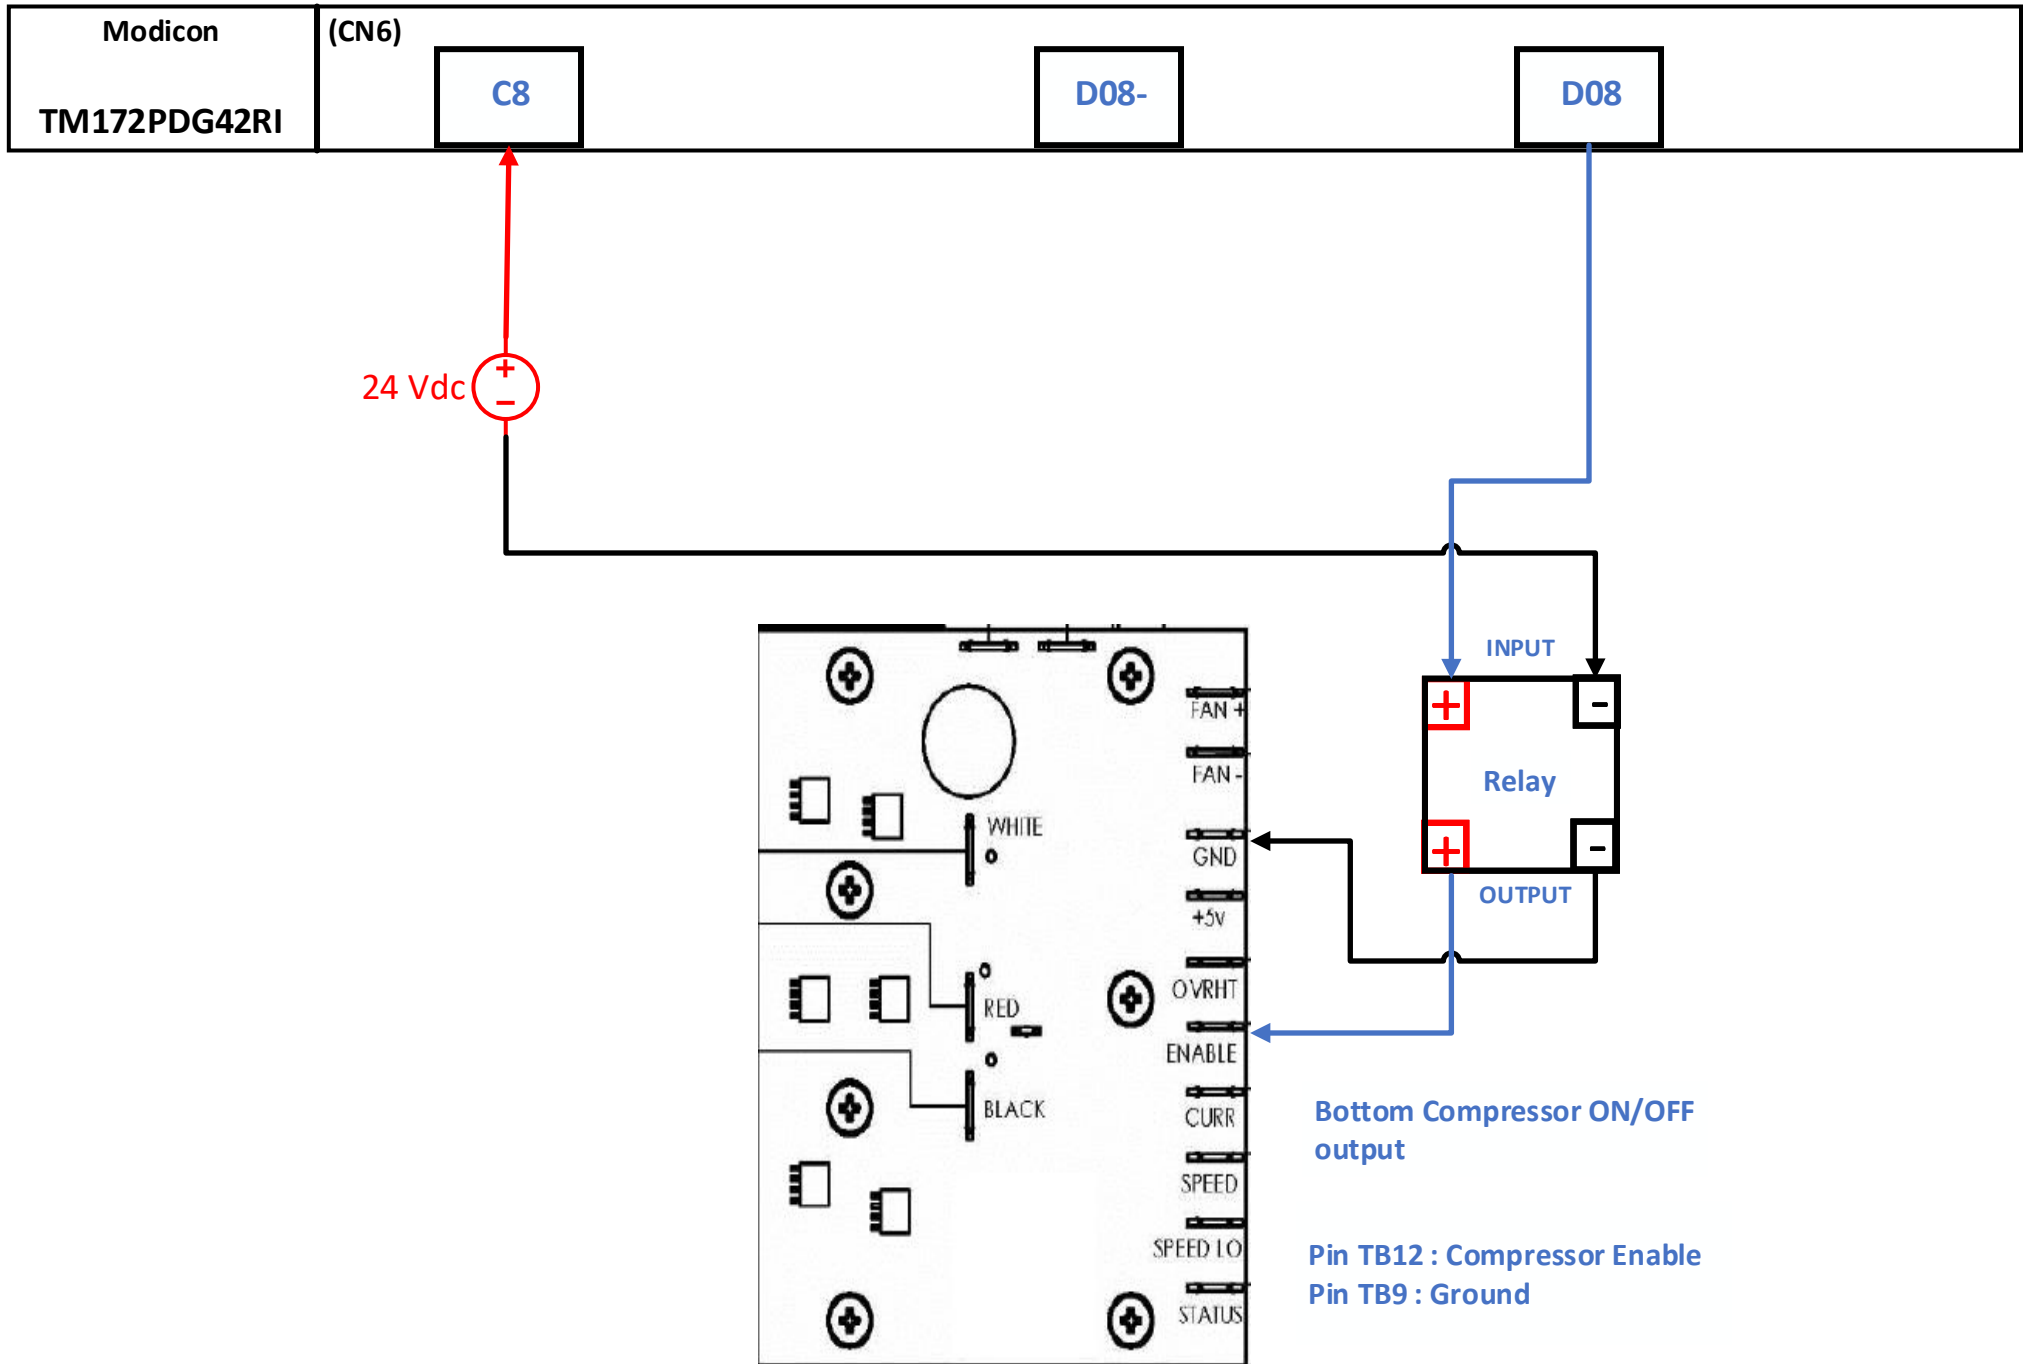 Modicon
TM172PDG42RI
(CN6)
C8
D08-
D08
24 Vdc
+
−
INPUT
+
-
Relay
+
-
OUTPUT
FAN +
FAN -
WHITE
GND
+5v
OVRHT
RED
ENABLE
BLACK
CURR
SPEED
SPEED LO
STATUS
Bottom Compressor ON/OFF
output
Pin TB12 : Compressor Enable
Pin TB9 : Ground